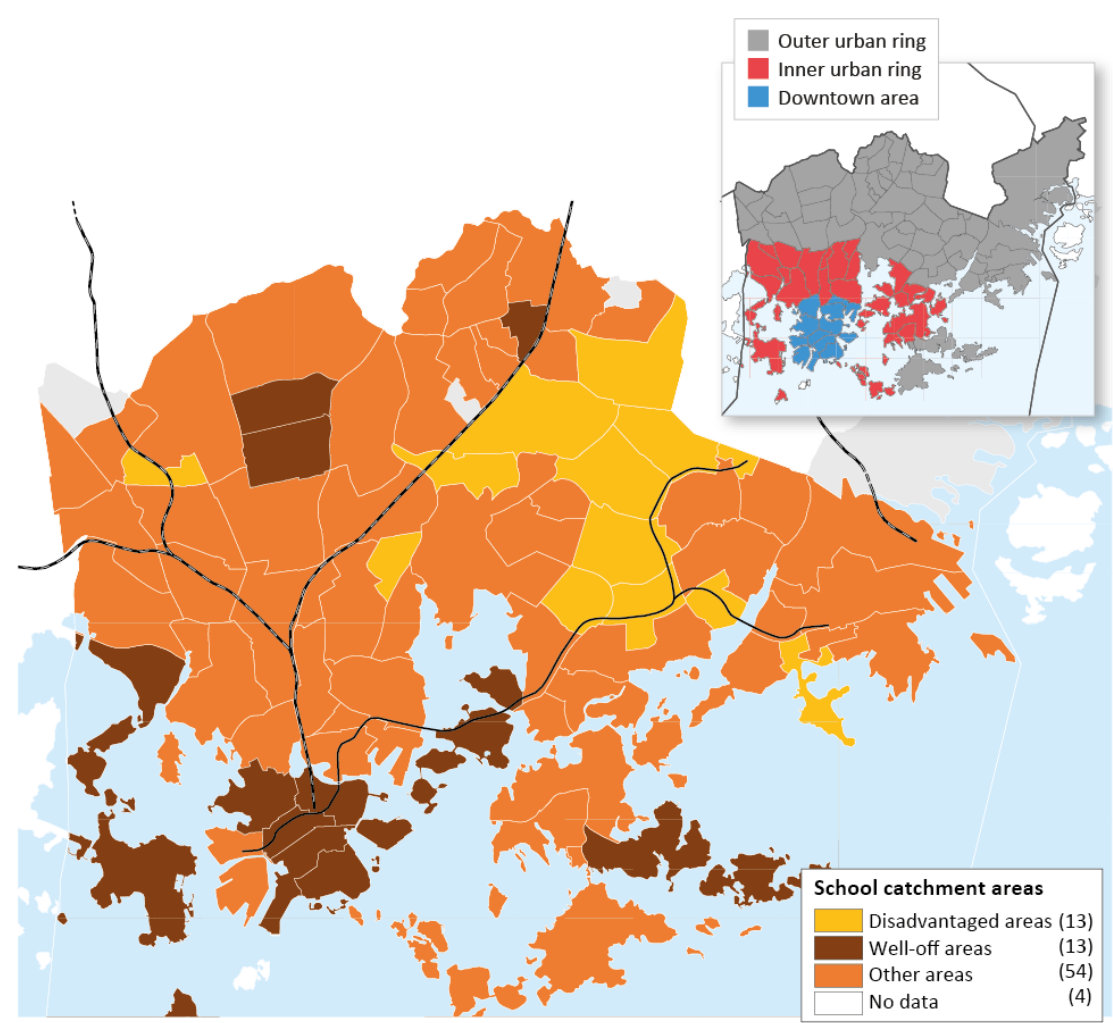 Outer urban ring
Inner urban ring
Downtown area
School catchment areas
Disadvantaged areas (13)
Well-off areas (13)
Other areas (54)
No data (4)